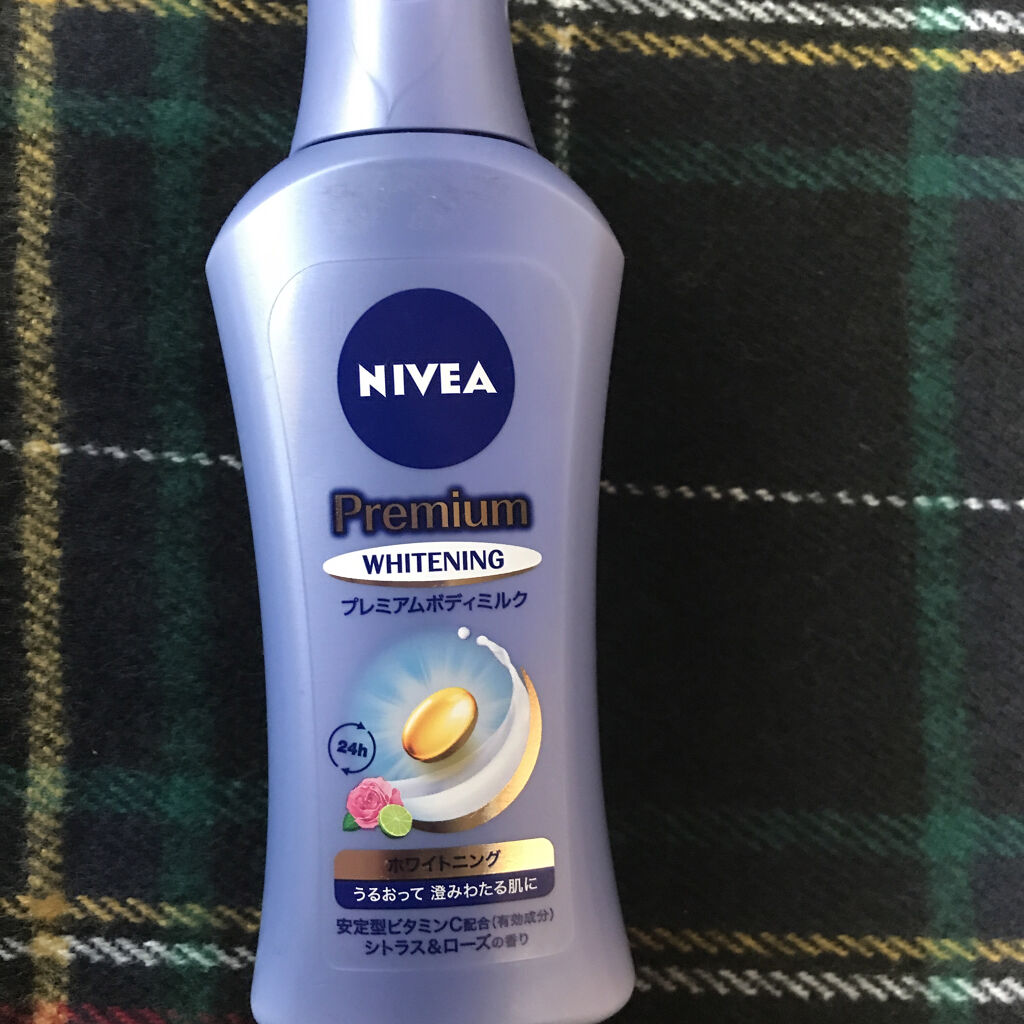 NIVEA
Premium
WHITENING
プレミアムボディミルク
24h
ホワイトニング
うるおって 澄みわたる肌に
安定型ビタミンC配合(有効成分)
シトラス&ローズの香り